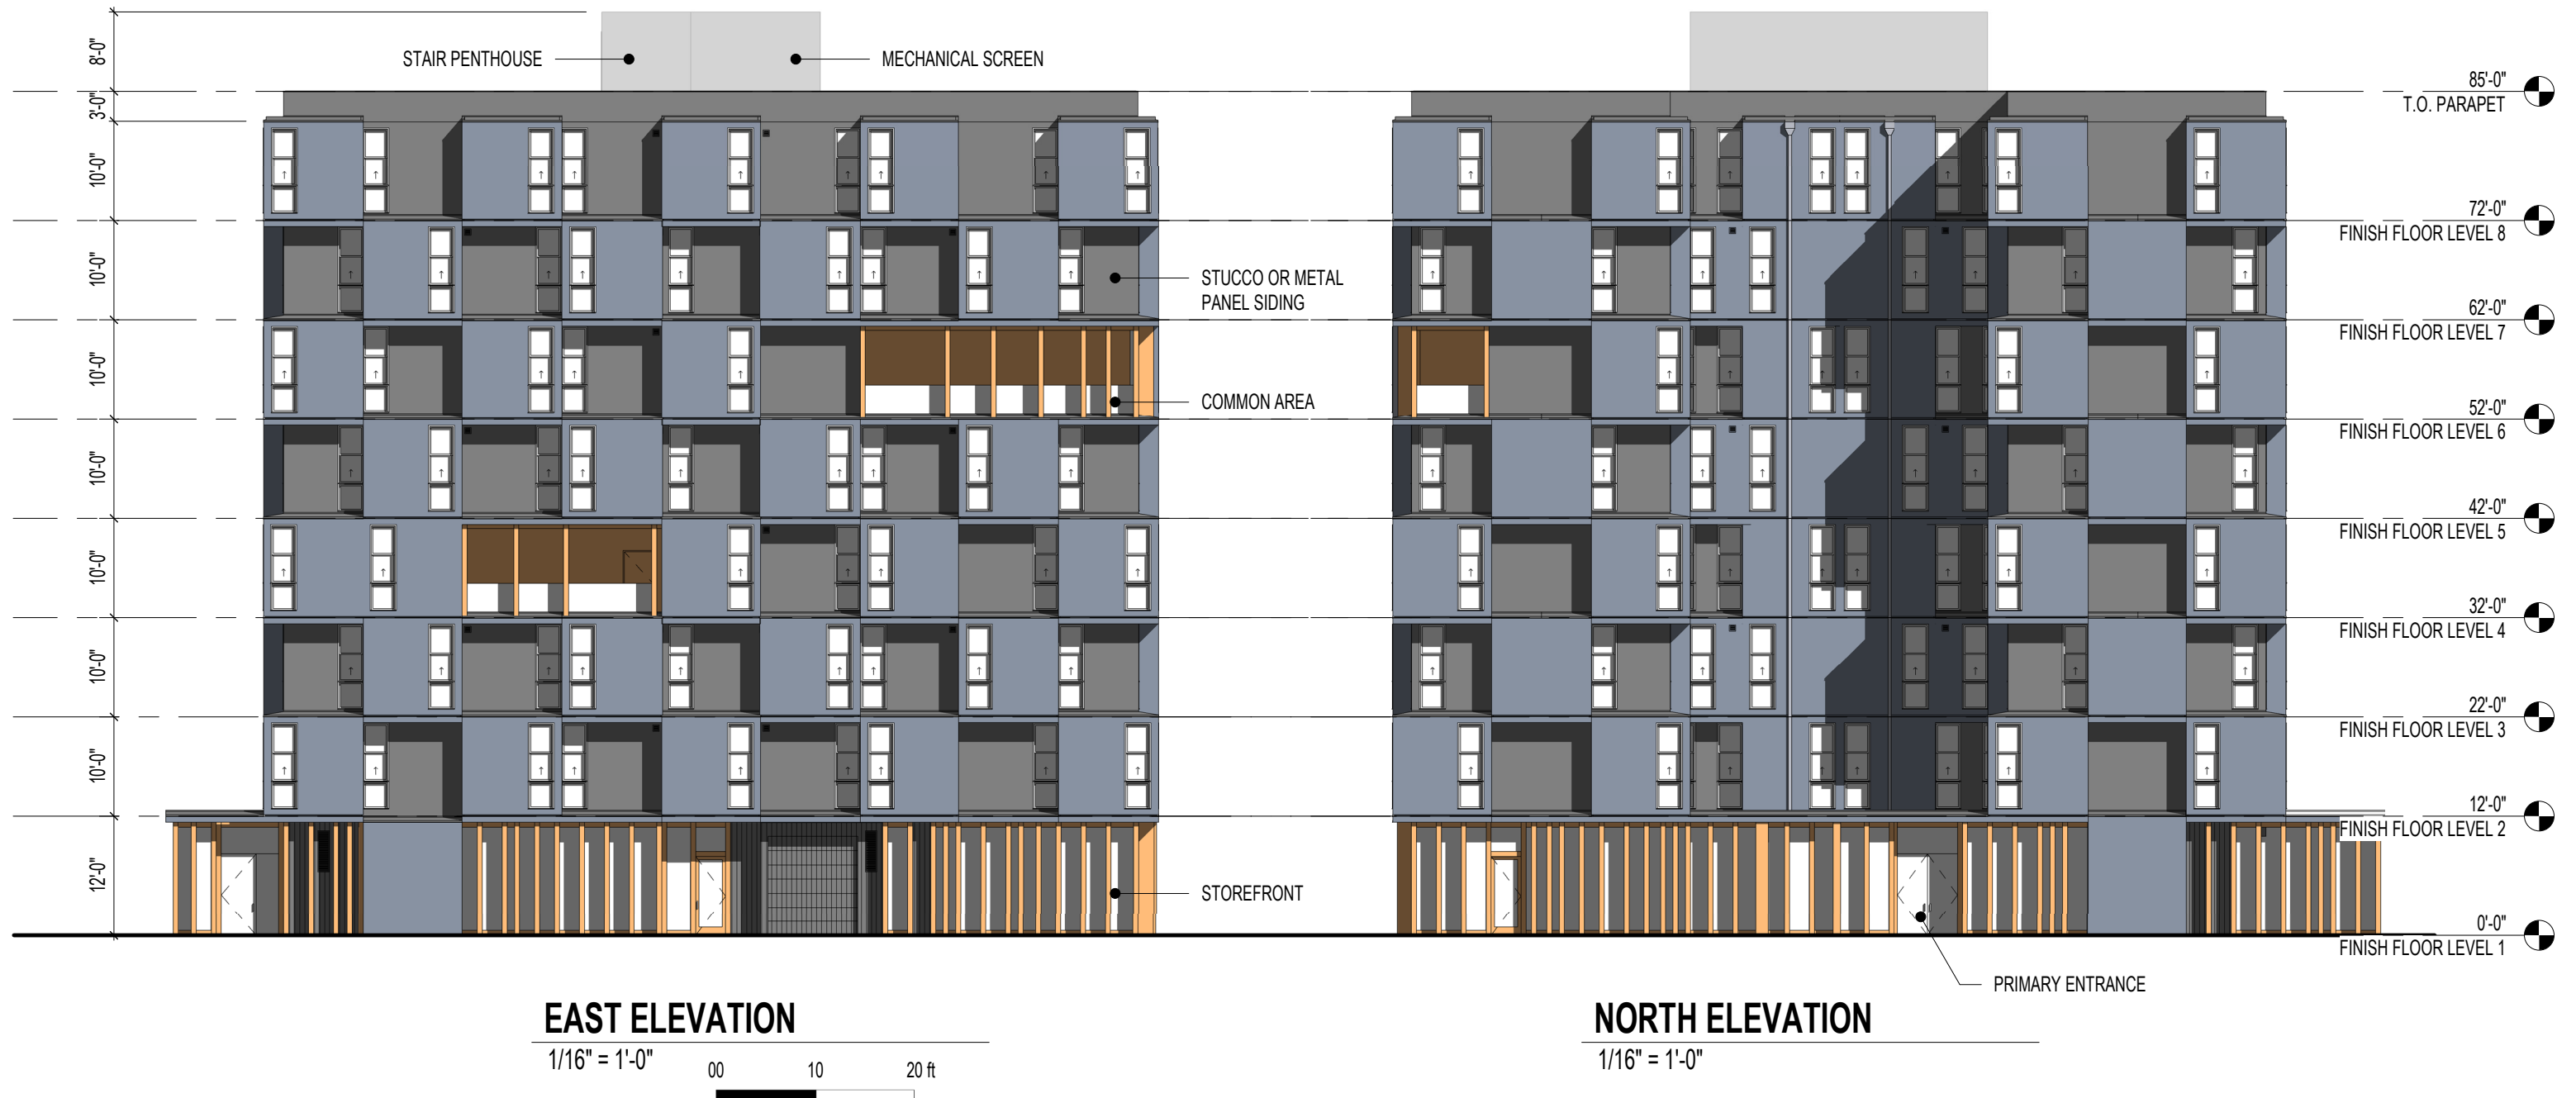 8'-0"
STAIR PENTHOUSE
MECHANICAL SCREEN
85'-0"
T.O. PARAPET
3'-0"
10'-0"
72'-0"
FINISH FLOOR LEVEL 8
10'-0"
STUCCO OR METAL
PANEL SIDING
62'-0"
FINISH FLOOR LEVEL 7
10'-0"
COMMON AREA
52'-0"
FINISH FLOOR LEVEL 6
10'-0"
42'-0"
FINISH FLOOR LEVEL 5
10'-0"
32'-0"
FINISH FLOOR LEVEL 4
10'-0"
22'-0"
FINISH FLOOR LEVEL 3
10'-0"
12'-0"
FINISH FLOOR LEVEL 2
12'-0"
STOREFRONT
0'-0"
FINISH FLOOR LEVEL 1
PRIMARY ENTRANCE
EAST ELEVATION
1/16" = 1'-0"
00 10 20 ft
NORTH ELEVATION
1/16" = 1'-0"